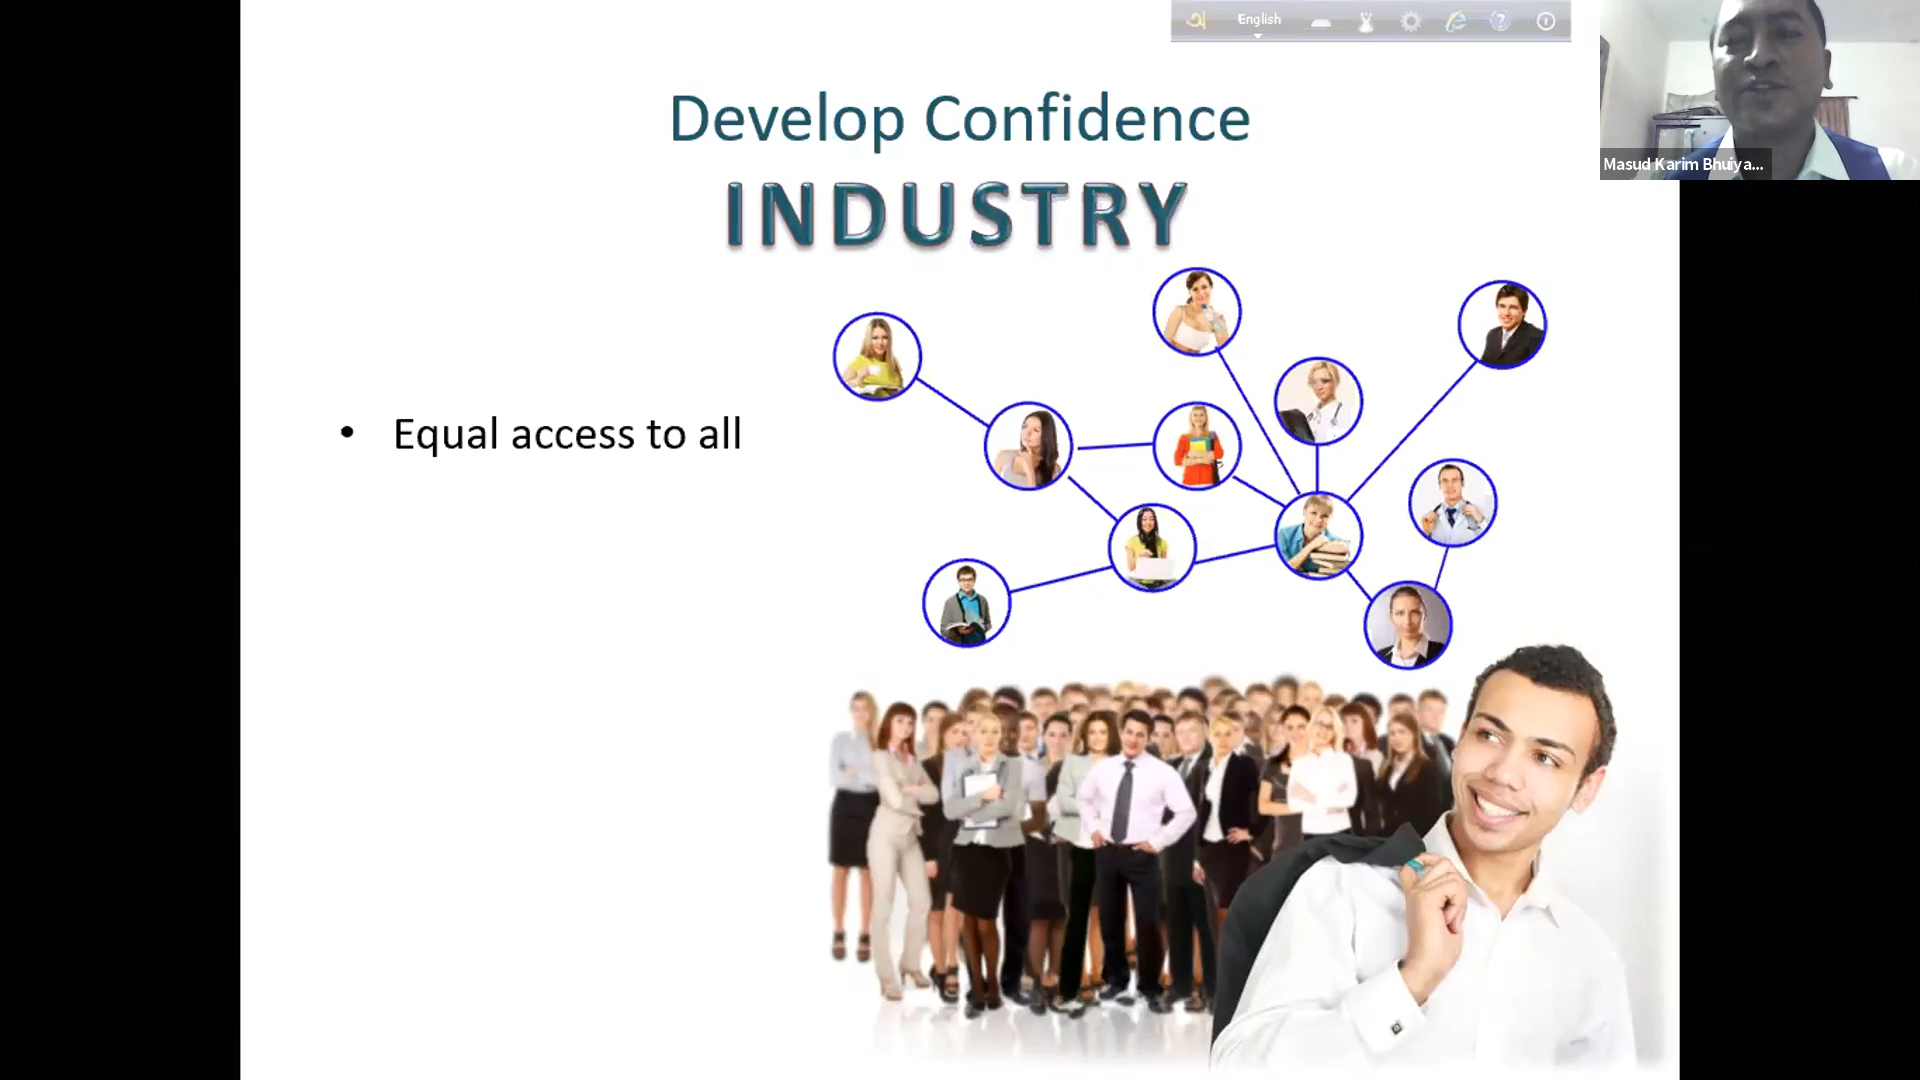 অ English
Develop Confidence
INDUSTRY
Masud Karim Bhuiya...
• Equal access to all